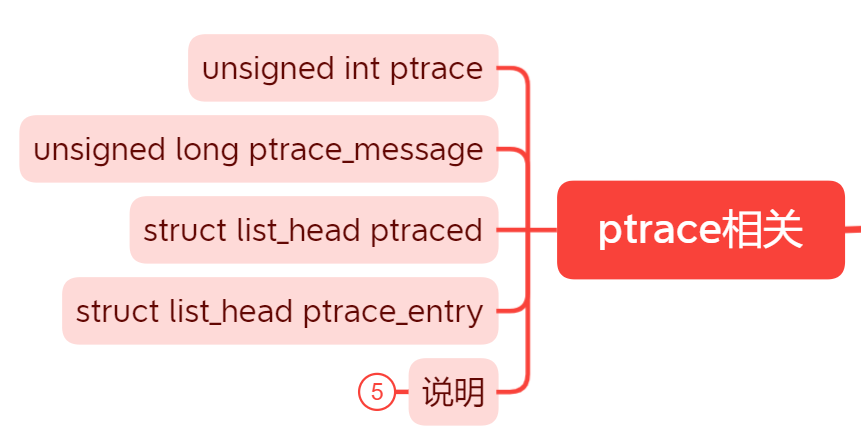 unsigned int ptrace
unsigned long ptrace_message
struct list_head ptraced
ptrace相关
struct list_head ptrace_entry
5
说明